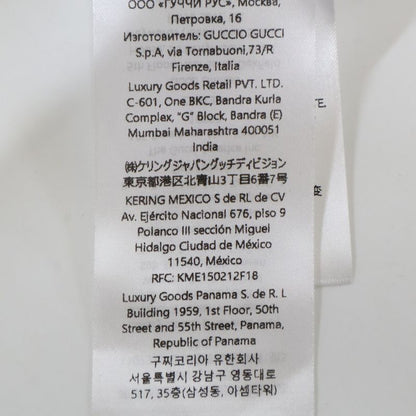 ООО «ГУЧЧИ РУС», Москва,
Петровка, 16
Изготовитель: GUCCIO GUCCI
S.p.A, via Tornabuoni,73/R
Firenze, Italia
Luxury Goods Retail PVT. LTD.
C-601, One BKC, Bandra Kurla
Complex, "G" Block, Bandra (E)
Mumbai Maharashtra 400051
India
㈱ケリングジャパングッチディビジョン
東京都港区北青山3丁目6番7号
KERING MEXICO S de RL de CV
Av. Ejército Nacional 676, piso 9
Polanco III sección Miguel
Hidalgo Ciudad de México
11540, México
RFC: KME150212F18
Luxury Goods Panama S. de R. L
Building 1959, 1st Floor, 50th
Street and 55th Street, Panama,
Republic of Panama
구찌코리아 유한회사
서울특별시 강남구 영동대로
517, 35층(삼성동, 아셈타워)